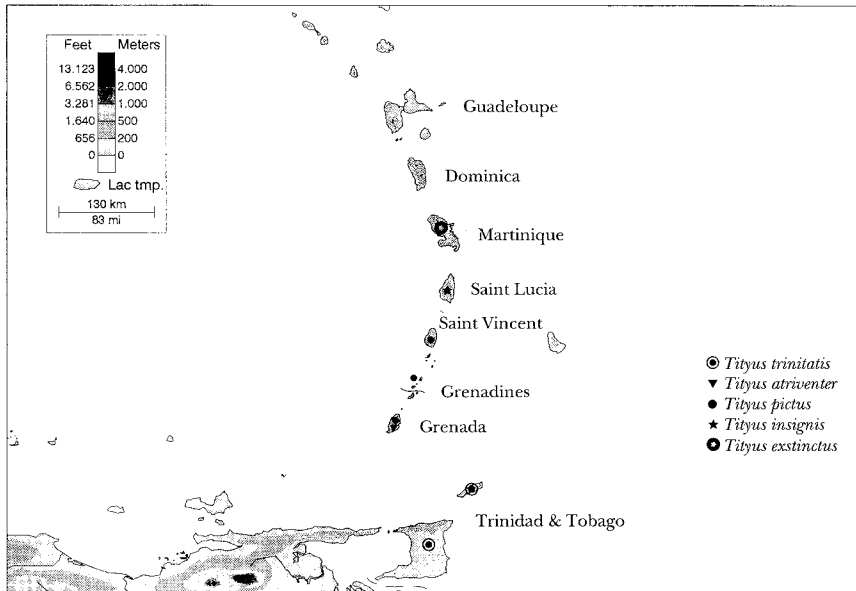 Feet Meters
13.123 4.000
6.562 2.000
3.281 1.000
1.640 500
656 200
0 0
Lac tmp.
130 km
83 mi
Guadeloupe
Dominica
Martinique
Saint Lucia
Saint Vincent
Grenadines
Grenada
Trinidad & Tobago
Tityus trinitatis
Tityus atriventer
Tityus pictus
Tityus insignis
Tityus exstinctus